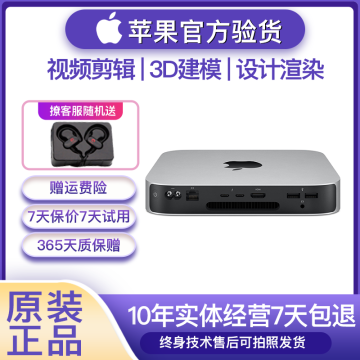 苹果官方验货
视频剪辑|3D建模|设计渲染
撩客服随机送
赠运费险
7天保价7天试用
365天质保赠
原装
正品
10年实体经营7天包退
终身技术售后可拍照发货